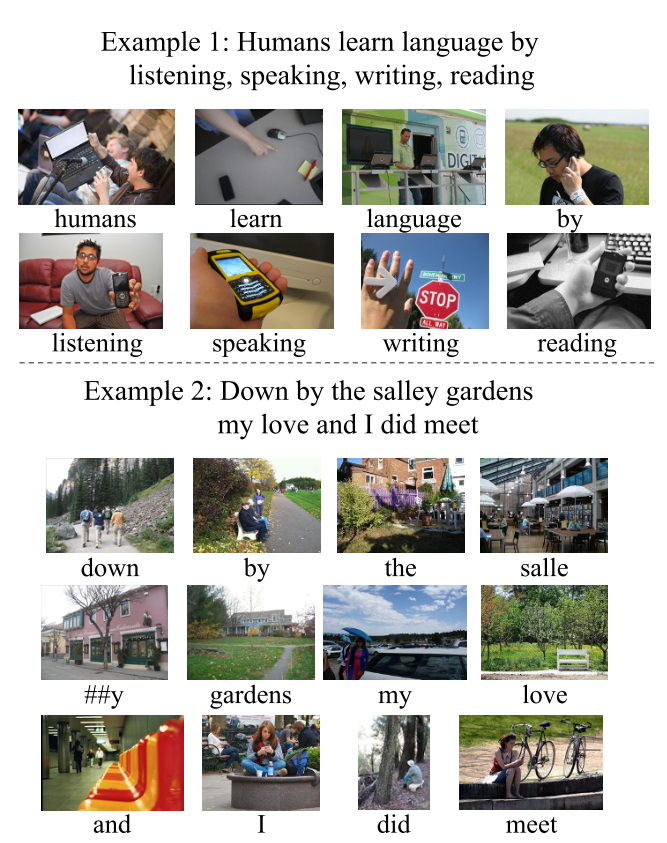 Example 1: Humans learn language by
listening, speaking, writing, reading
DIGIT
humans learn language by
STOP
ALL WAY
listening speaking writing reading
Example 2: Down by the salley gardens
my love and I did meet
down by the salle
##y gardens my love
and I did meet